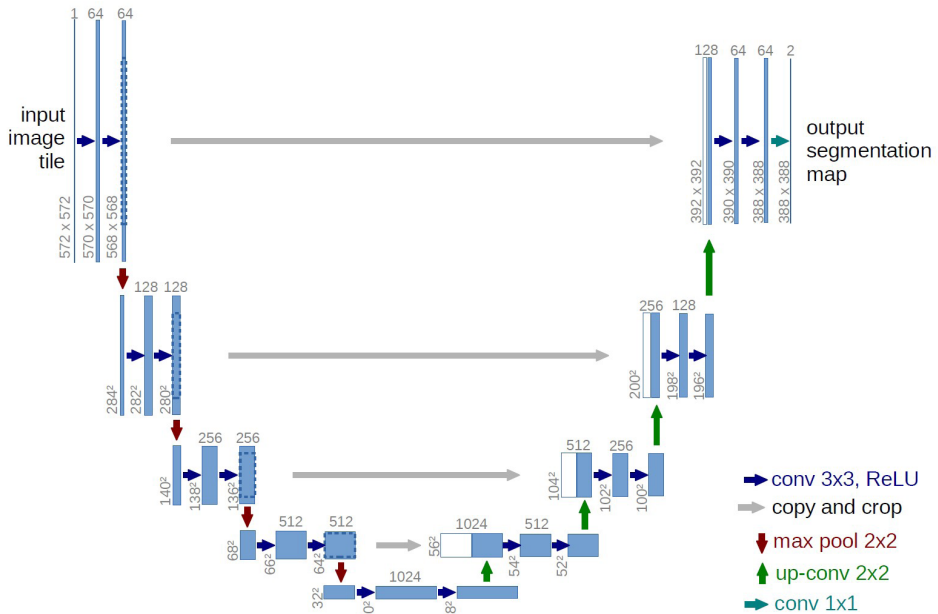 1 64 64
128 64 64 2
input
image
tile
output
segmentation
map
572 x 572
570 x 570
568 x 568
392 x 392
390 x 390
388 x 388
388 x 388
128 128
256 128
284²
282²
280²
200²
198²
196²
256 256
512 256
140²
138²
136²
104²
102²
100²
512 512
1024 512
68²
66²
64²
56²
54²
52²
1024
32²
0²
8²
conv 3x3, ReLU
copy and crop
max pool 2x2
up-conv 2x2
conv 1x1